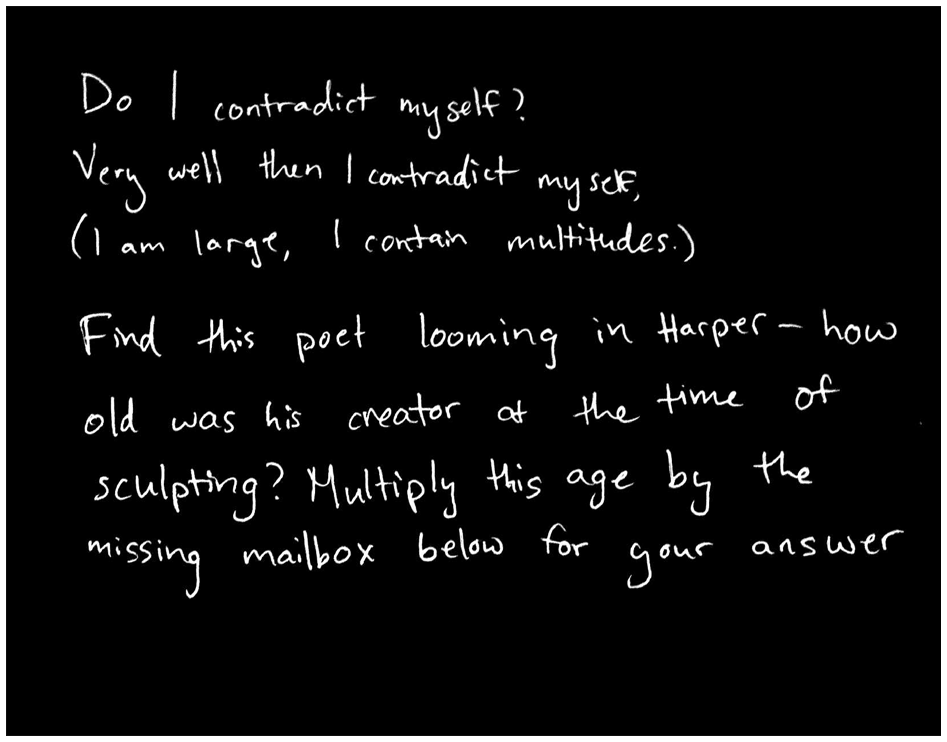 Do I contradict myself?
Very well then I contradict myself,
(I am large, I contain multitudes.)
Find this poet looming in Harper - how
old was his creator at the time of
sculpting? Multiply this age by the
missing mailbox below for your answer